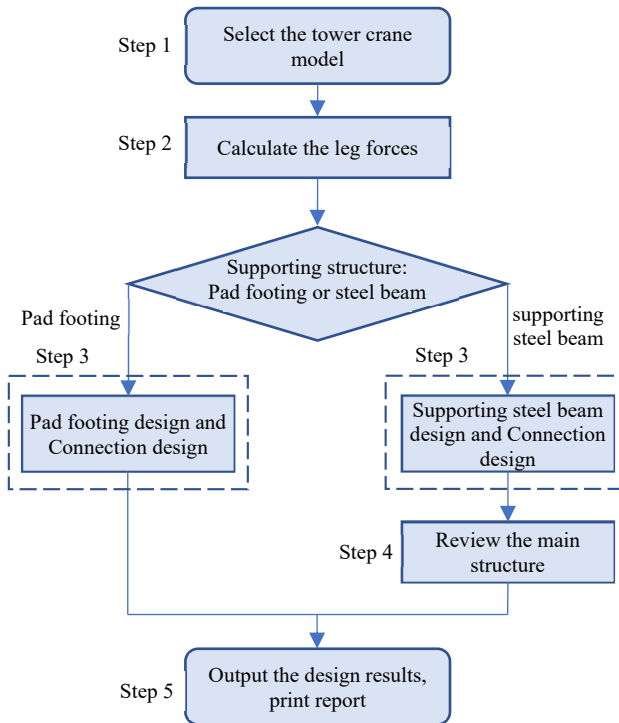 Step 1
Select the tower crane
model
Step 2
Calculate the leg forces
Supporting structure:
Pad footing or steel beam
Pad footing
supporting
steel beam
Step 3
Step 3
Pad footing design and
Connection design
Supporting steel beam
design and Connection
design
Step 4
Review the main
structure
Step 5
Output the design results,
print report